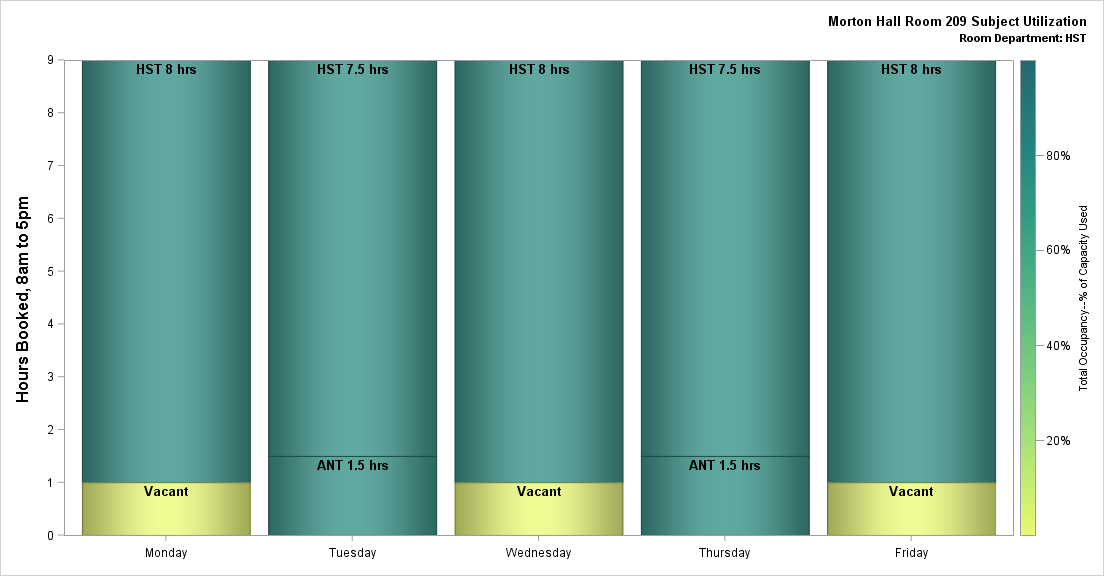 Morton Hall Room 209 Subject Utilization
Room Department: HST
Hours Booked, 8am to 5pm
9
8
7
6
5
4
3
2
1
0
HST 8 hrs
HST 7.5 hrs
HST 8 hrs
HST 7.5 hrs
HST 8 hrs
ANT 1.5 hrs
ANT 1.5 hrs
Vacant
Vacant
Vacant
Monday
Tuesday
Wednesday
Thursday
Friday
80%
60%
40%
20%
Total Occupancy--% of Capacity Used